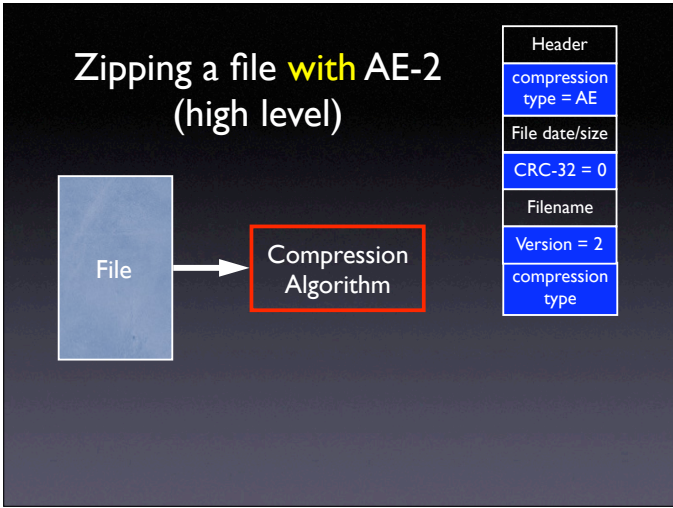 Zipping a file with AE-2
(high level)
File
Compression
Algorithm
Header
compression
type = AE
File date/size
CRC-32 = 0
Filename
Version = 2
compression
type